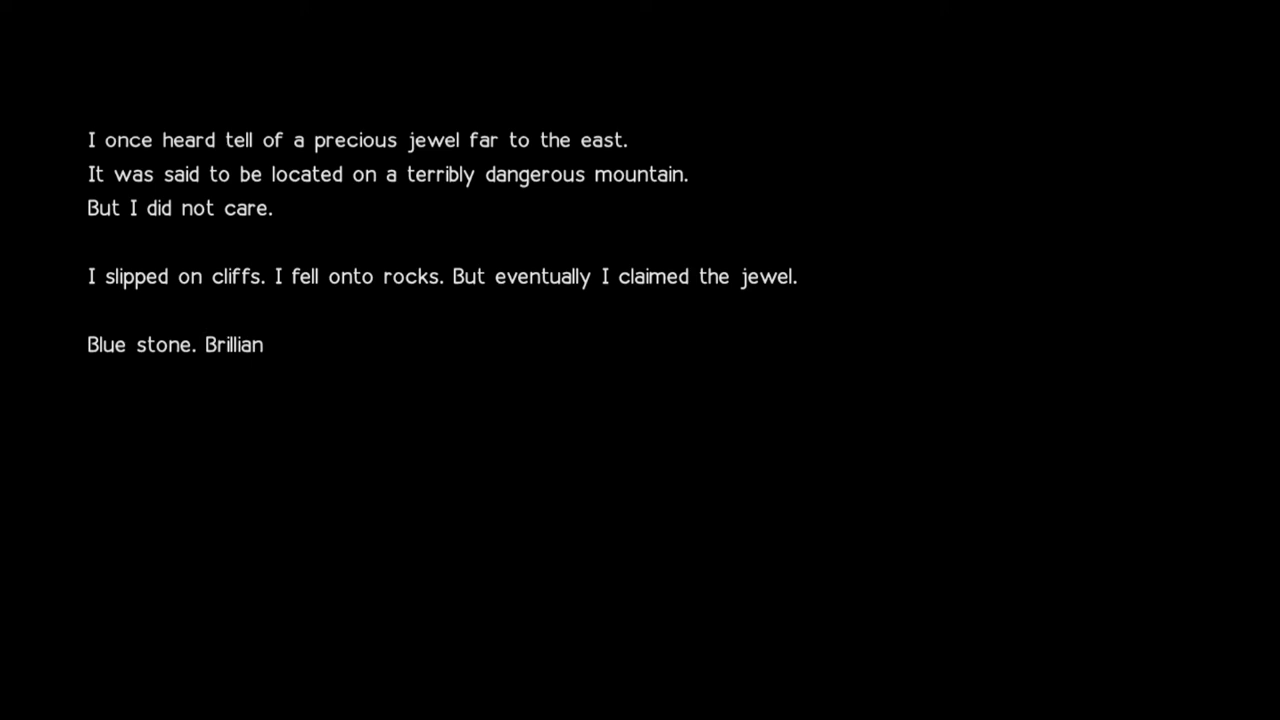 I once heard tell of a precious jewel far to the east.
It was said to be located on a terribly dangerous mountain.
But I did not care.
I slipped on cliffs. I fell onto rocks. But eventually I claimed the jewel.
Blue stone. Brillian